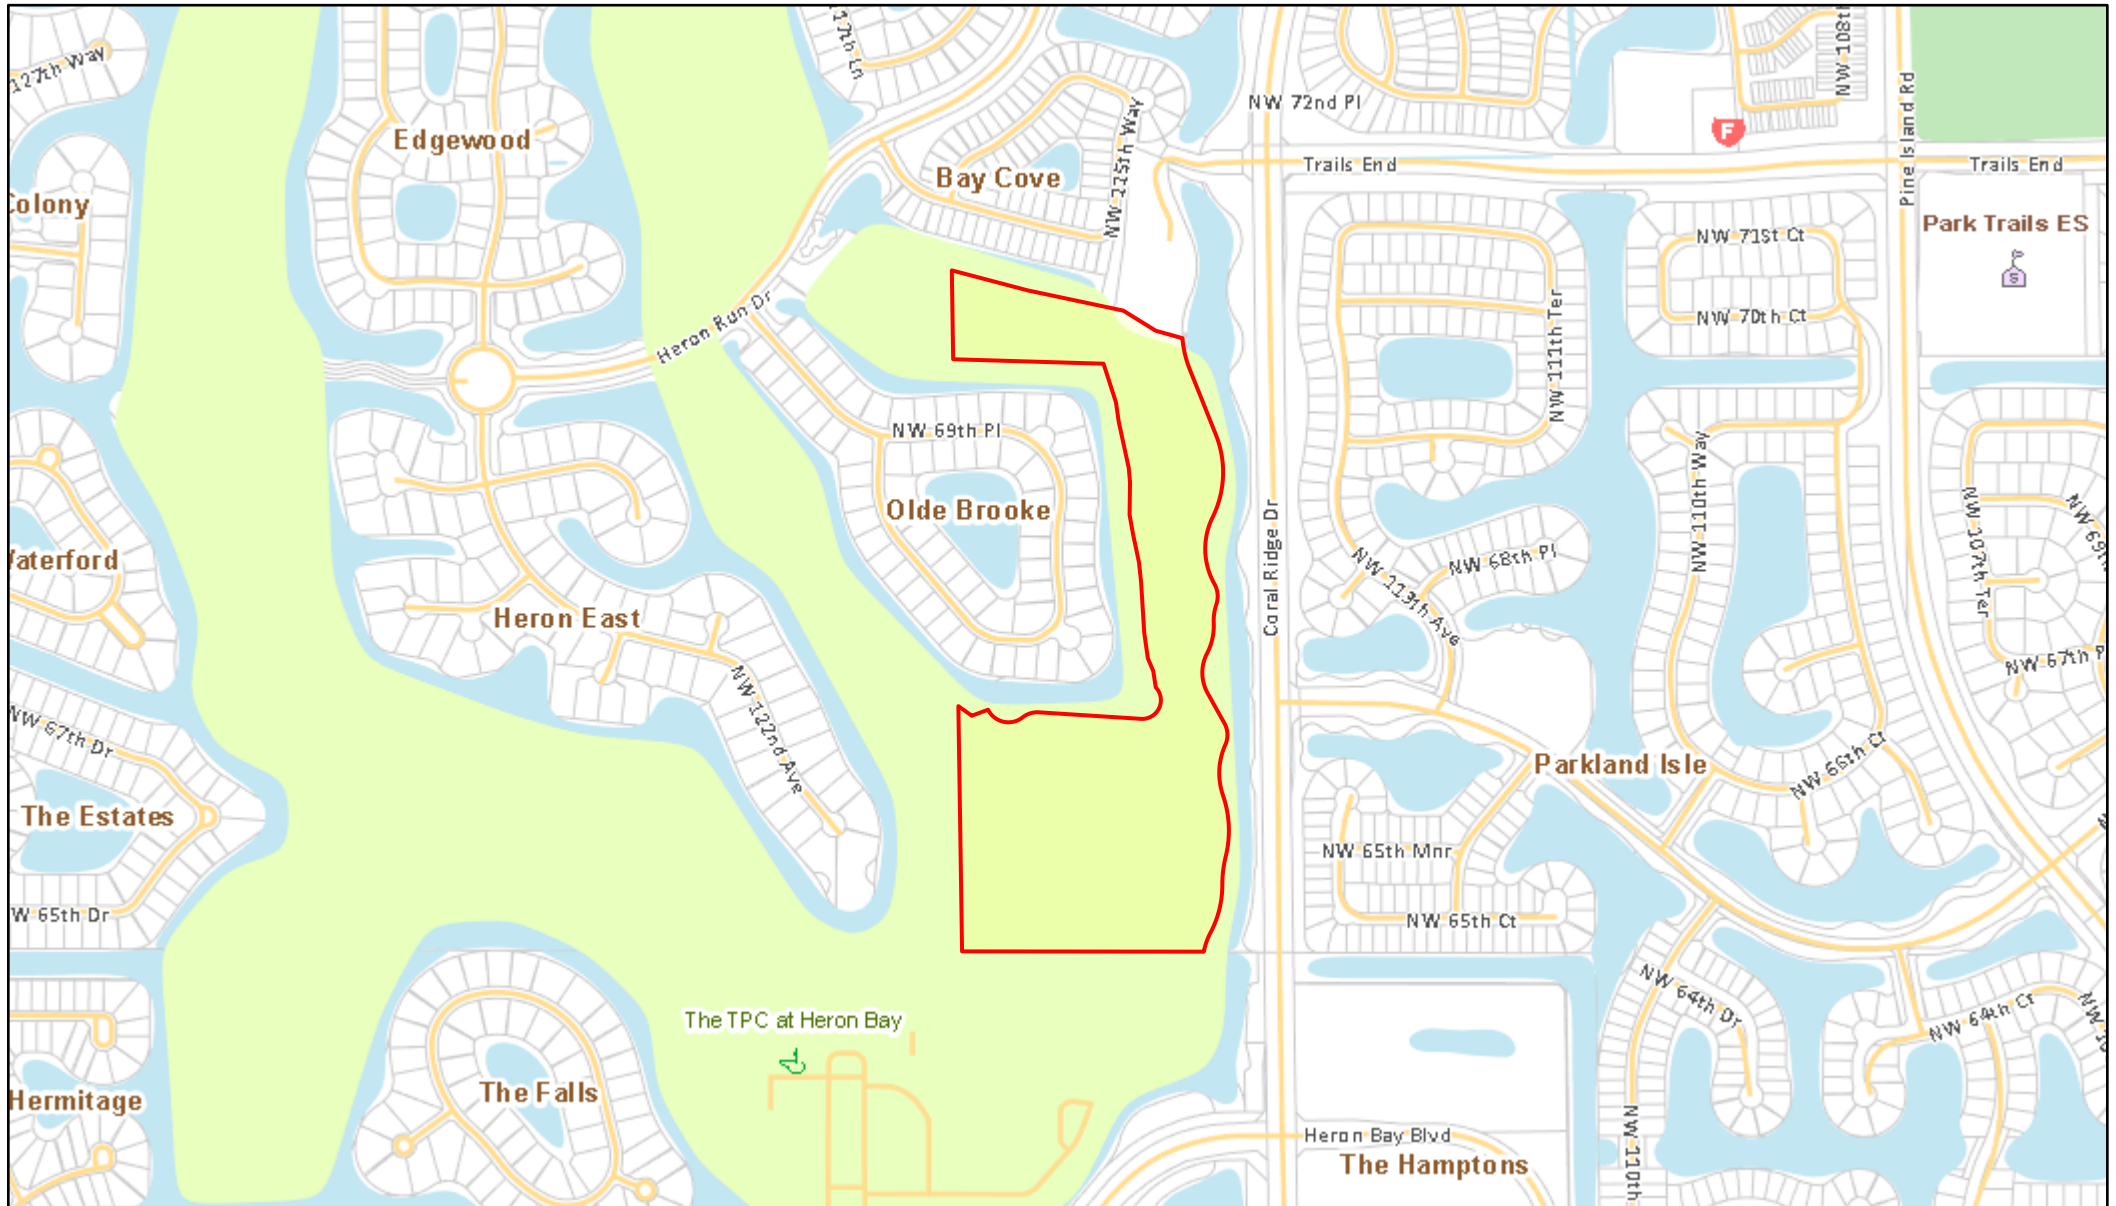 127th Way
117th Ln
NW 108th
NW 72nd Pl
F
Pine Island Rd
Edgewood
Bay Cove
NW 115th Way
Trails End
Trails End
Colony
Park Trails ES
S
NW 71st Ct
NW 70th Ct
NW 111th Ter
Heron Run Dr
NW 69th Pl
Olde Brooke
Coral Ridge Dr
NW 110th Way
NW 107th Ter
NW 69th
Waterford
NW 68th Pl
NW 113th Ave
Heron East
NW 67th P
NW 122nd Ave
NW 67th Dr
Parkland Isle
NW 66th Ct
The Estates
NW 65th Mnr
W 65th Dr
NW 65th Ct
NW 64th Dr
NW 64th Ct
The TPC at Heron Bay
Hermitage
The Falls
Heron Bay Blvd
The Hamptons
NW 110th